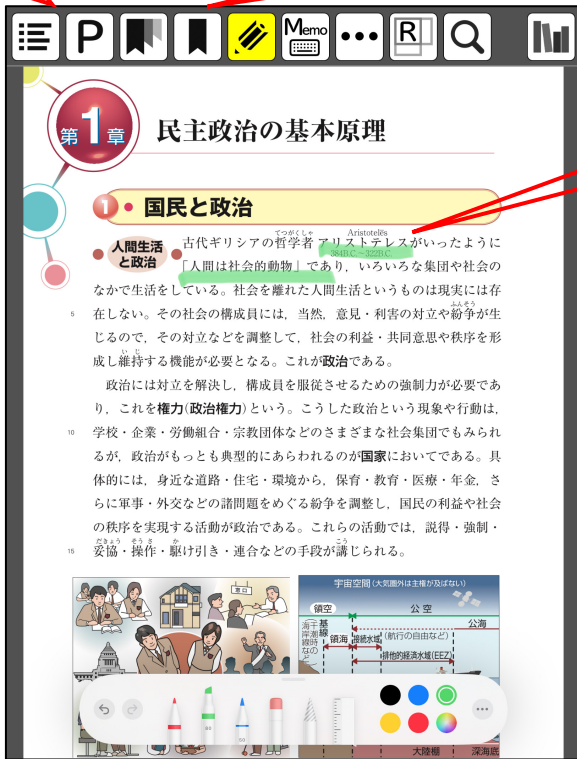 P
Memo
R
第1章 民主政治の基本原理
1 ・ 国民と政治
人間生活と政治
てつがくしゃ Aristotelēs
古代ギリシアの哲学者 アリストテレスがいったように
384B.C.～322B.C.
「人間は社会的動物」であり，いろいろな集団や社会の
なかで生活をしている。社会を離れた人間生活というものは現実には存
ふんそう
5 在しない。その社会の構成員には，当然，意見・利害の対立や紛争が生
じるので，その対立などを調整して，社会の利益・共同意思や秩序を形
いじ
成し維持する機能が必要となる。これが政治である。
政治には対立を解決し，構成員を服従させるための強制力が必要であ
り，これを権力(政治権力)という。こうした政治という現象や行動は，
10 学校・企業・労働組合・宗教団体などのさまざまな社会集団でもみられ
るが，政治がもっとも典型的にあらわれるのが国家においてである。具
体的には，身近な道路・住宅・環境から，保育・教育・医療・年金，さ
らに軍事・外交などの諸問題をめぐる紛争を調整し，国民の利益や社会
の秩序を実現する活動が政治である。これらの活動では，説得・強制・
だきょう そうさ か こう
15 妥協・操作・駆け引き・連合などの手段が講じられる。
窓口
宇宙空間(大気圏外は主権が及ばない)
領空 公空
基線(干潮時の海岸線など)
公海
領海 接続水域 (航行の自由など)
排他的経済水域(EEZ)
80
50
大陸棚 深海底